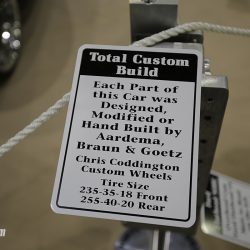 Total Custom
Build
Each Part of
this Car was
Designed,
Modified or
Hand Built by
Aardema,
Braun & Goetz
Chris Coddington
Custom Wheels
Tire Size
235-35-18 Front
255-40-20 Rear